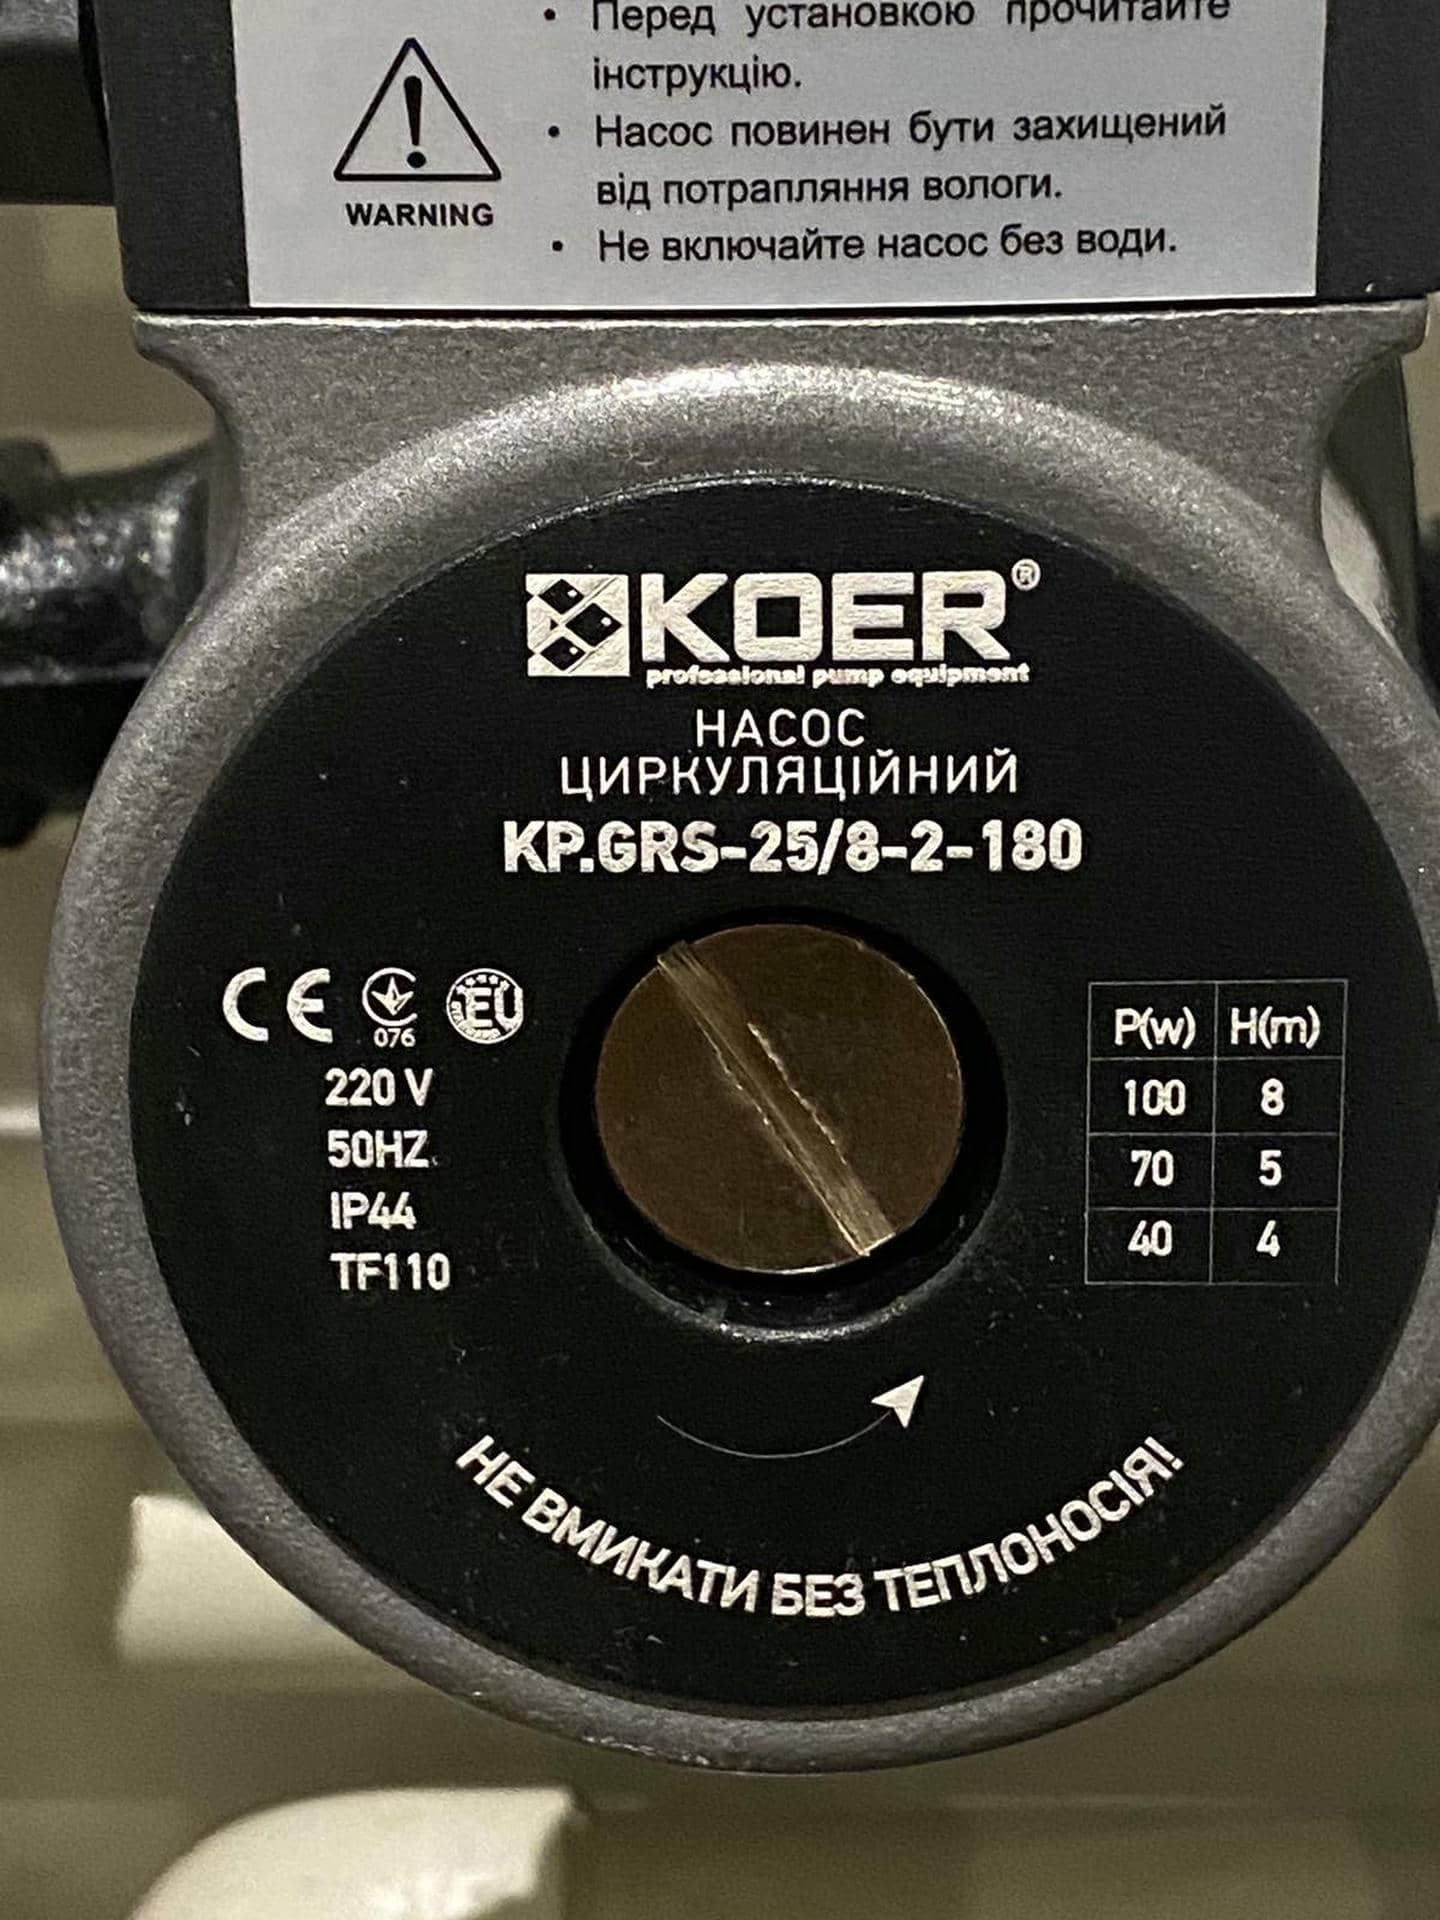 • Перед установкою прочитайте
інструкцію.
• Насос повинен бути захищений
від потрапляння вологи.
• Не включайте насос без води.
WARNING
KOER®
professional pump equipment
НАСОС
ЦИРКУЛЯЦІЙНИЙ
KP.GRS-25/8-2-180
CE 076 EU
220 V
50HZ
IP44
TF110
P(w) H(m)
100 8
70 5
40 4
НЕ ВМИКАТИ БЕЗ ТЕПЛОНОСІЯ!